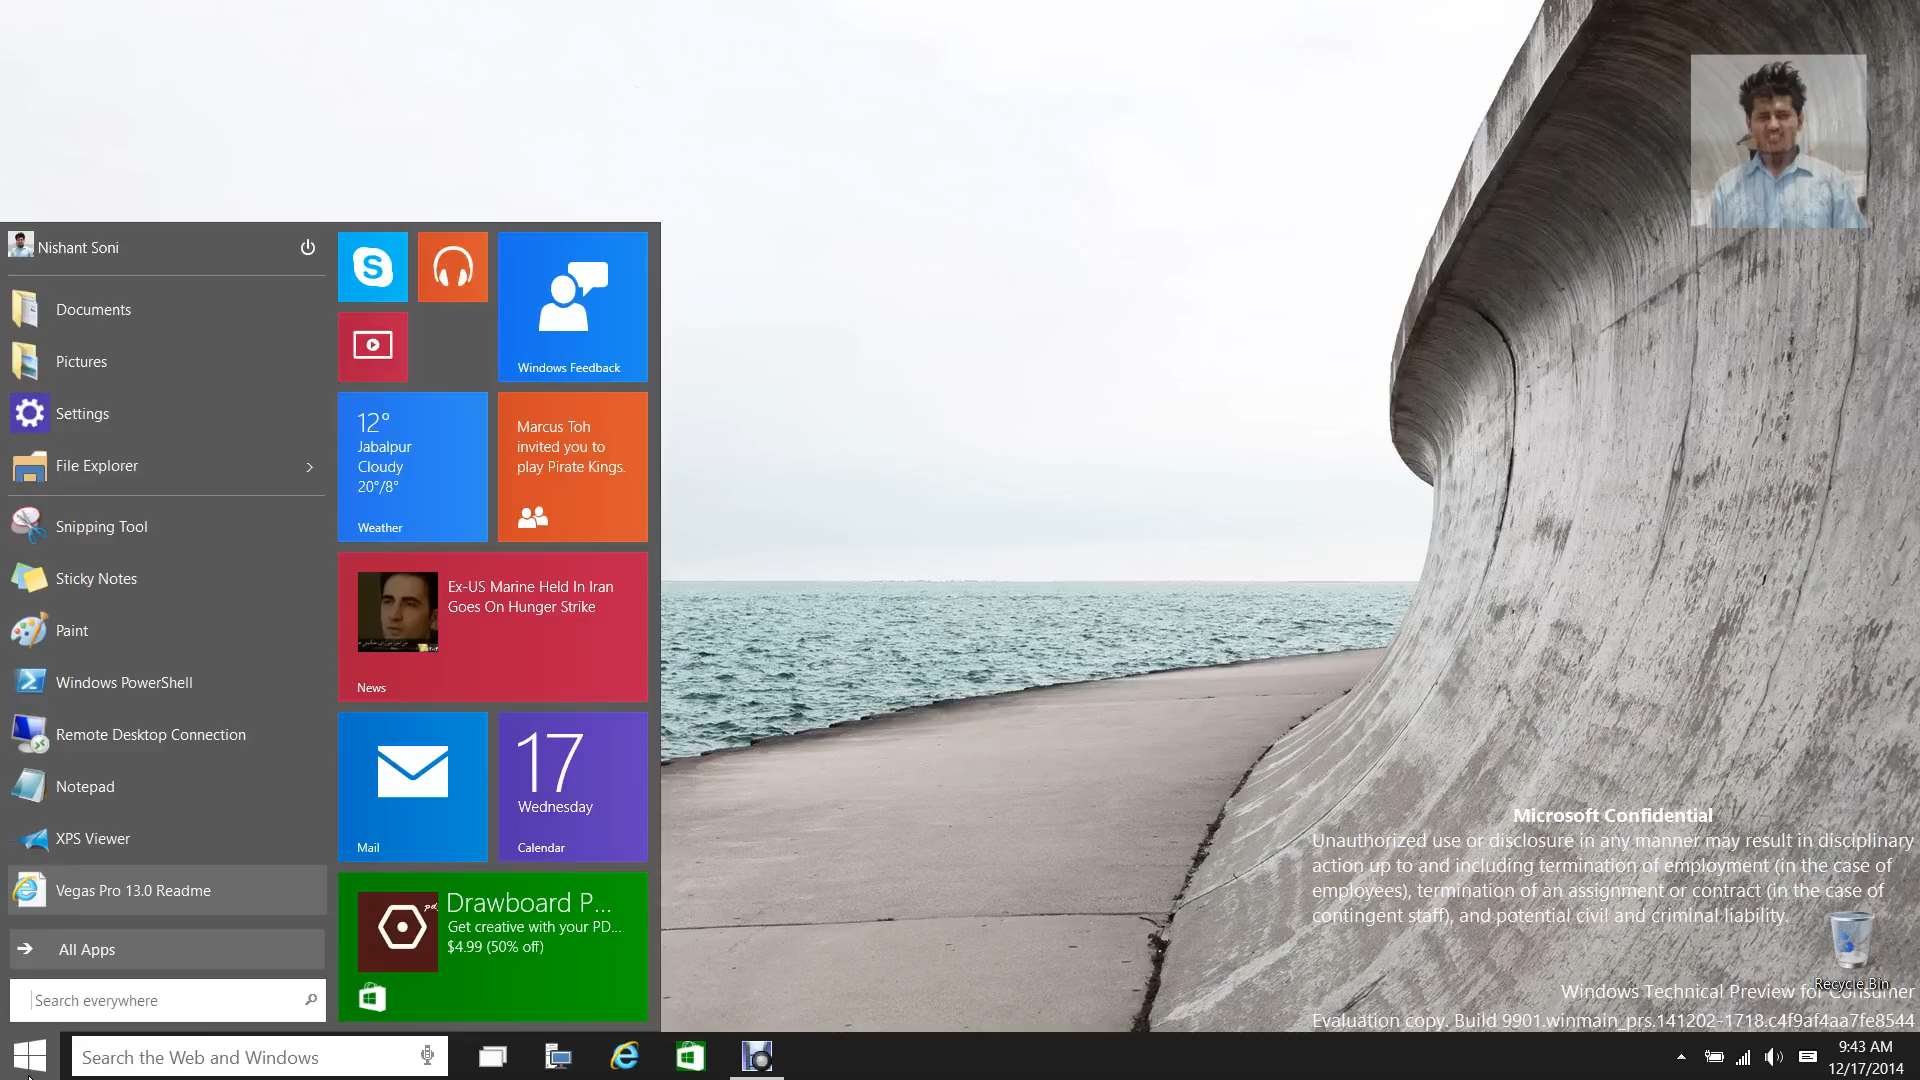 Nishant Soni
Documents
Pictures
Settings
File Explorer
Snipping Tool
Sticky Notes
Paint
Windows PowerShell
Remote Desktop Connection
Notepad
XPS Viewer
Vegas Pro 13.0 Readme
All Apps
Search everywhere
Windows Feedback
12°
Jabalpur
Cloudy
20°/8°
Weather
Marcus Toh
invited you to
play Pirate Kings.
Ex-US Marine Held In Iran
Goes On Hunger Strike
News
Mail
17
Wednesday
Calendar
Drawboard P...
Get creative with your PD...
$4.99 (50% off)
Microsoft Confidential
Unauthorized use or disclosure in any manner may result in disciplinary
action up to and including termination of employment (in the case of
employees), termination of an assignment or contract (in the case of
contingent staff), and potential civil and criminal liability.
Recycle Bin
Windows Technical Preview for Consumer
Evaluation copy. Build 9901.winmain_prs.141202-1718.c4f9af4aa7fe8544
Search the Web and Windows
9:43 AM
12/17/2014